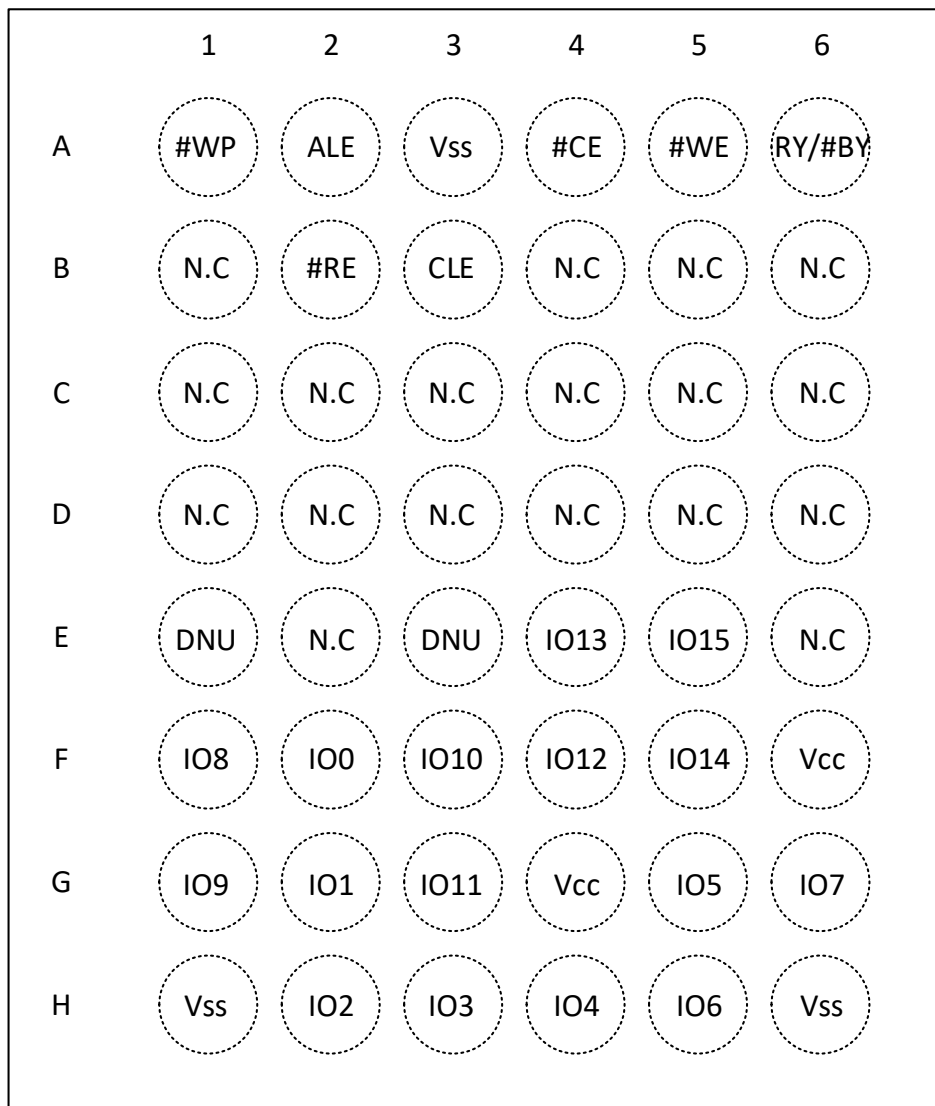 1 2 3 4 5 6
A #WP ALE Vss #CE #WE RY/#BY
B N.C #RE CLE N.C N.C N.C
C N.C N.C N.C N.C N.C N.C
D N.C N.C N.C N.C N.C N.C
E DNU N.C DNU IO13 IO15 N.C
F IO8 IO0 IO10 IO12 IO14 Vcc
G IO9 IO1 IO11 Vcc IO5 IO7
H Vss IO2 IO3 IO4 IO6 Vss